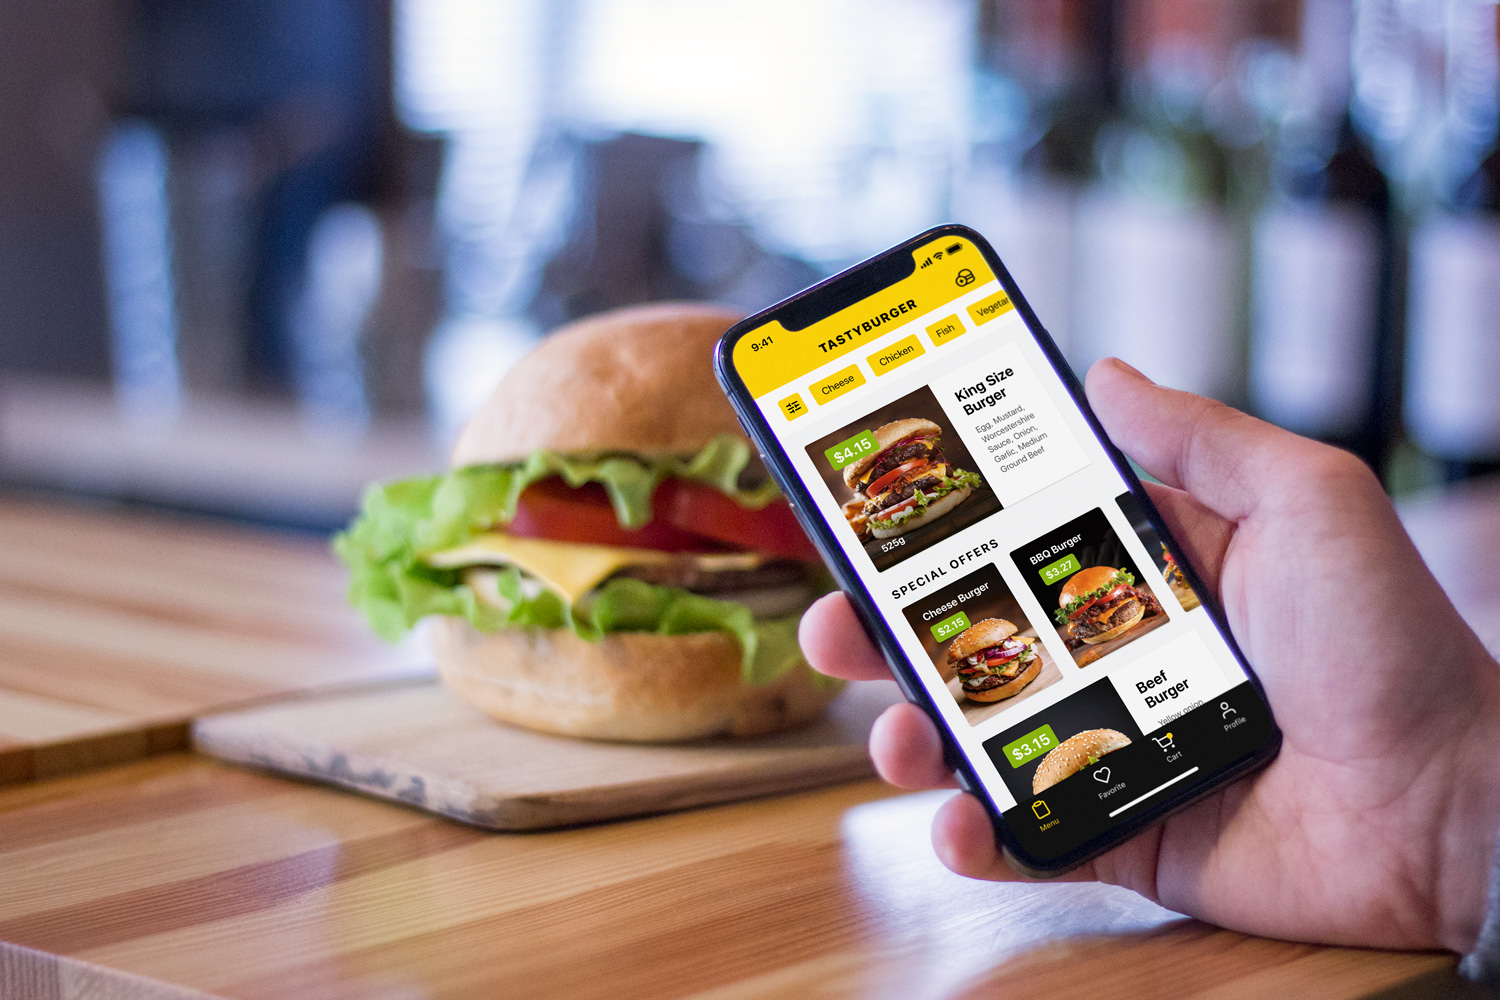 9:41
TASTYBURGER
Cheese
Chicken
Fish
$4.15
525g
King Size
Burger
Egg, Mustard,
Worcestershire
Sauce, Onion,
Garlic, Medium
Ground Beef
SPECIAL OFFERS
Cheese Burger
$2.15
BBQ Burger
$3.27
$3.15
Beef
Burger
Yellow onion
Menu
Favorite
Cart
Profile